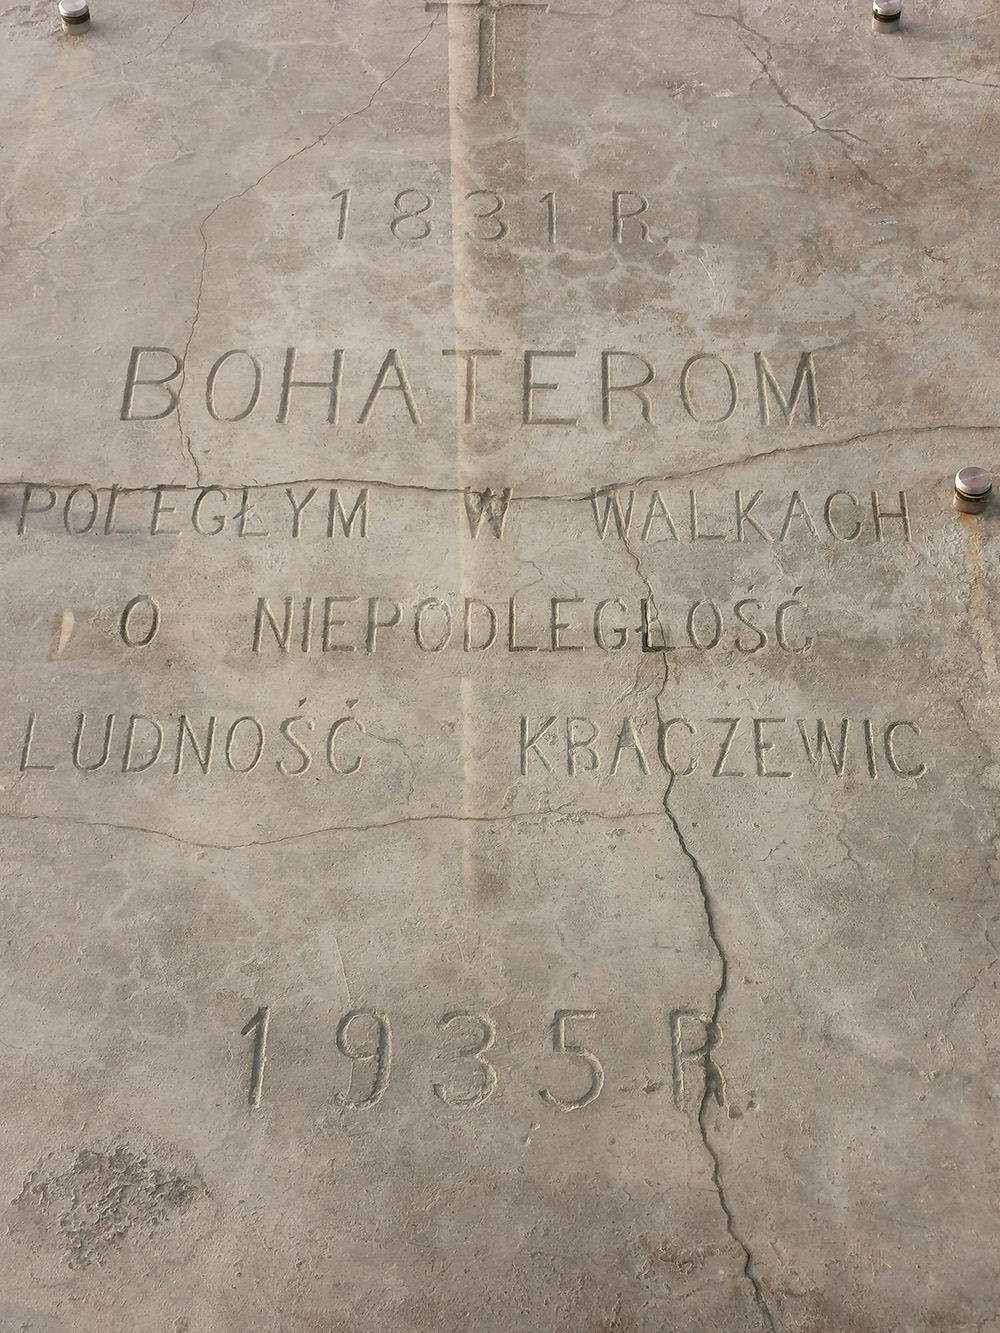 1831 R.
BOHATEROM
POLEGŁYM W WALKACH
O NIEPODLEGŁOŚĆ
LUDNOŚĆ KRACZEWIC
1935 R.